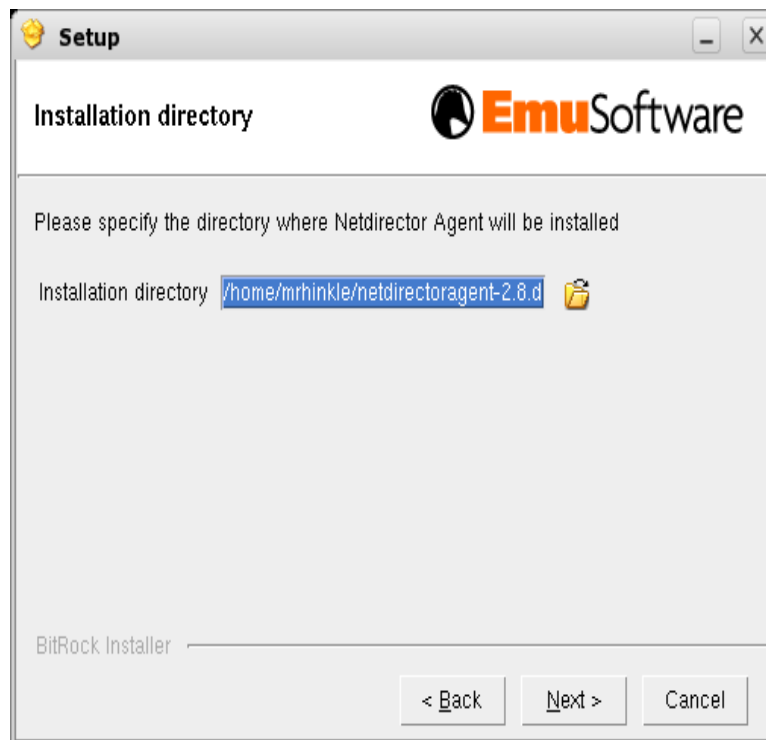 Setup
Installation directory
EmuSoftware
Please specify the directory where Netdirector Agent will be installed
Installation directory /home/mrhinkle/netdirectoragent-2.8.d
BitRock Installer
< Back Next > Cancel